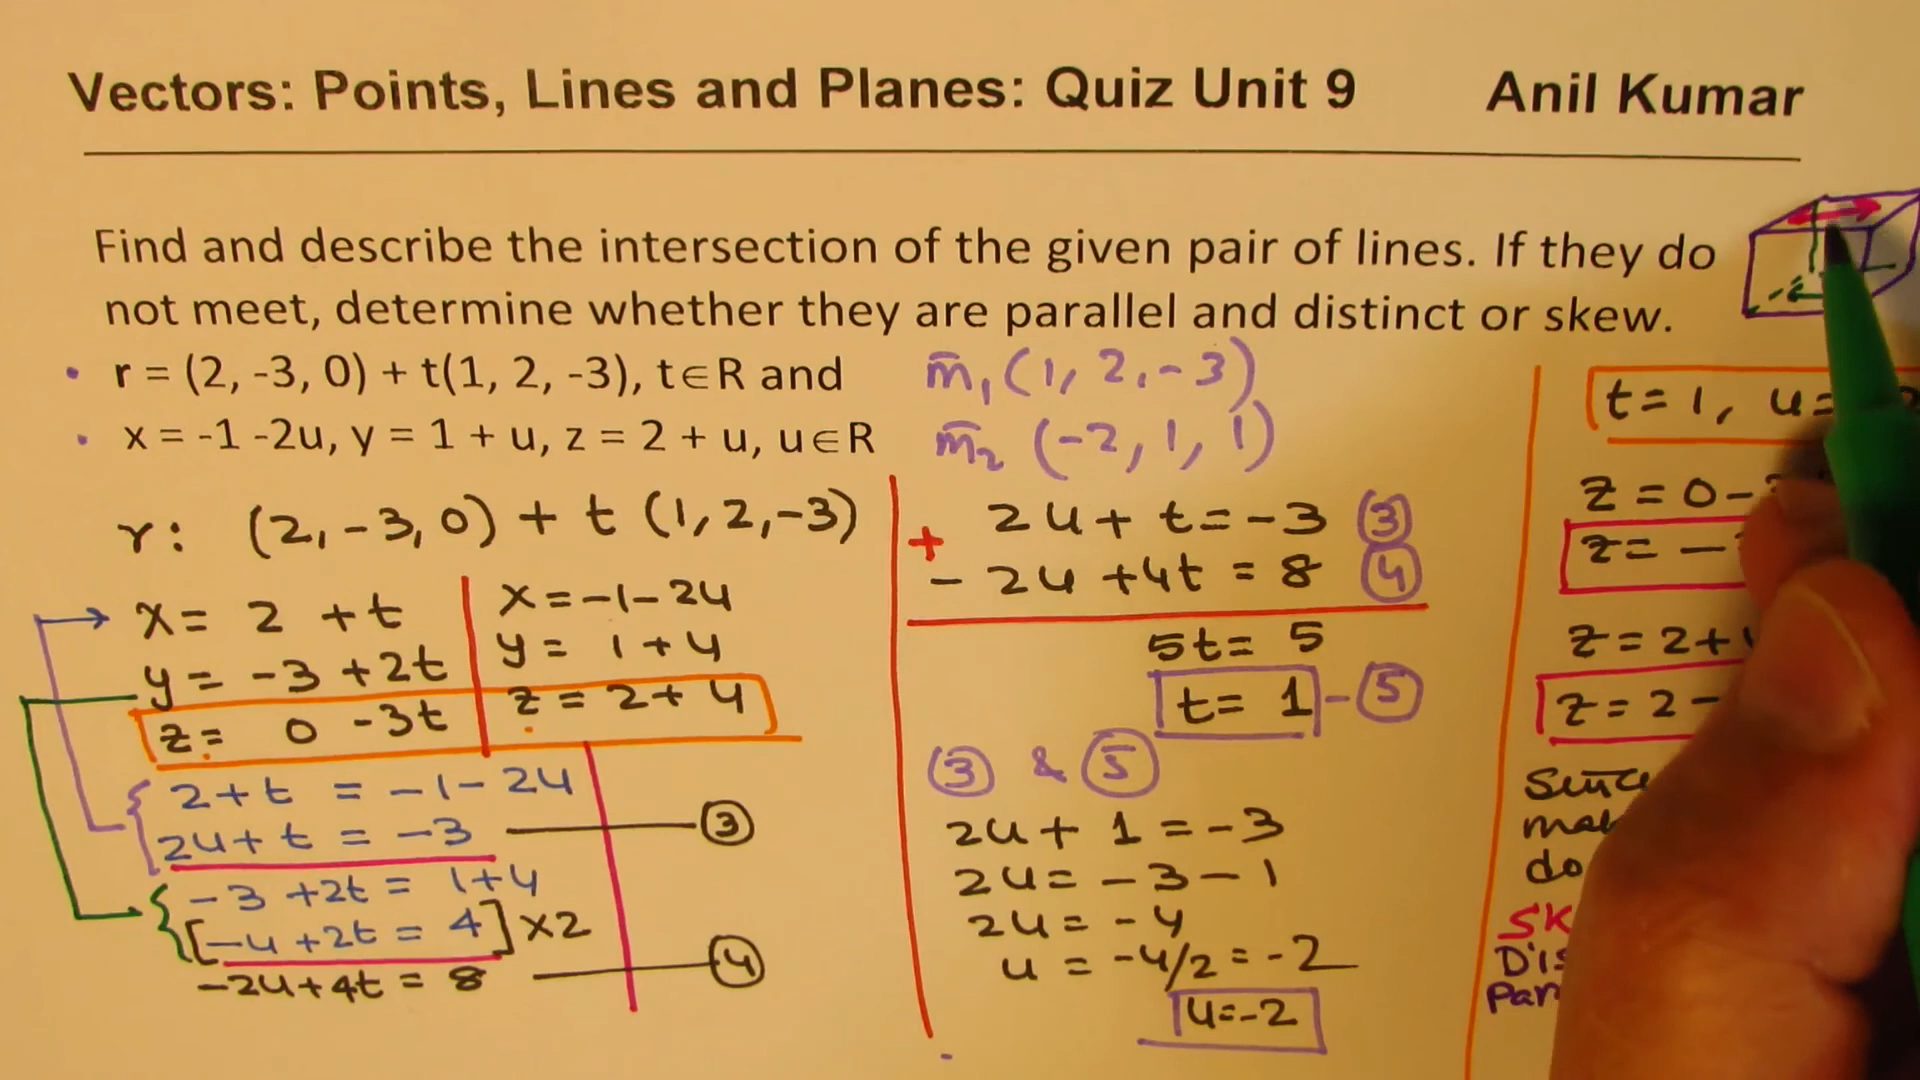 Vectors: Points, Lines and Planes: Quiz Unit 9 Anil Kumar
Find and describe the intersection of the given pair of lines. If they do
not meet, determine whether they are parallel and distinct or skew.
• r = (2, -3, 0) + t(1, 2, -3), t∈R and
• x = -1 -2u, y = 1 + u, z = 2 + u, u∈R
m̄₁ (1, 2, -3)
m̄₂ (-2, 1, 1)
r: (2, -3, 0) + t (1, 2, -3)
x = 2 + t
y = -3 + 2t
z = 0 - 3t
x = -1 - 2u
y = 1 + u
z = 2 + u
2 + t = -1 - 2u
2u + t = -3 ③
-3 + 2t = 1 + u
[-u + 2t = 4] x2
-2u + 4t = 8 ④
2u + t = -3 ③
+ -2u + 4t = 8 ④
5t = 5
t = 1 - ⑤
③ & ⑤
2u + 1 = -3
2u = -3 - 1
2u = -4
u = -4/2 = -2
u = -2
t = 1, u =
z = 0 -
z = -
z = 2 +
z = 2 -
Since
do